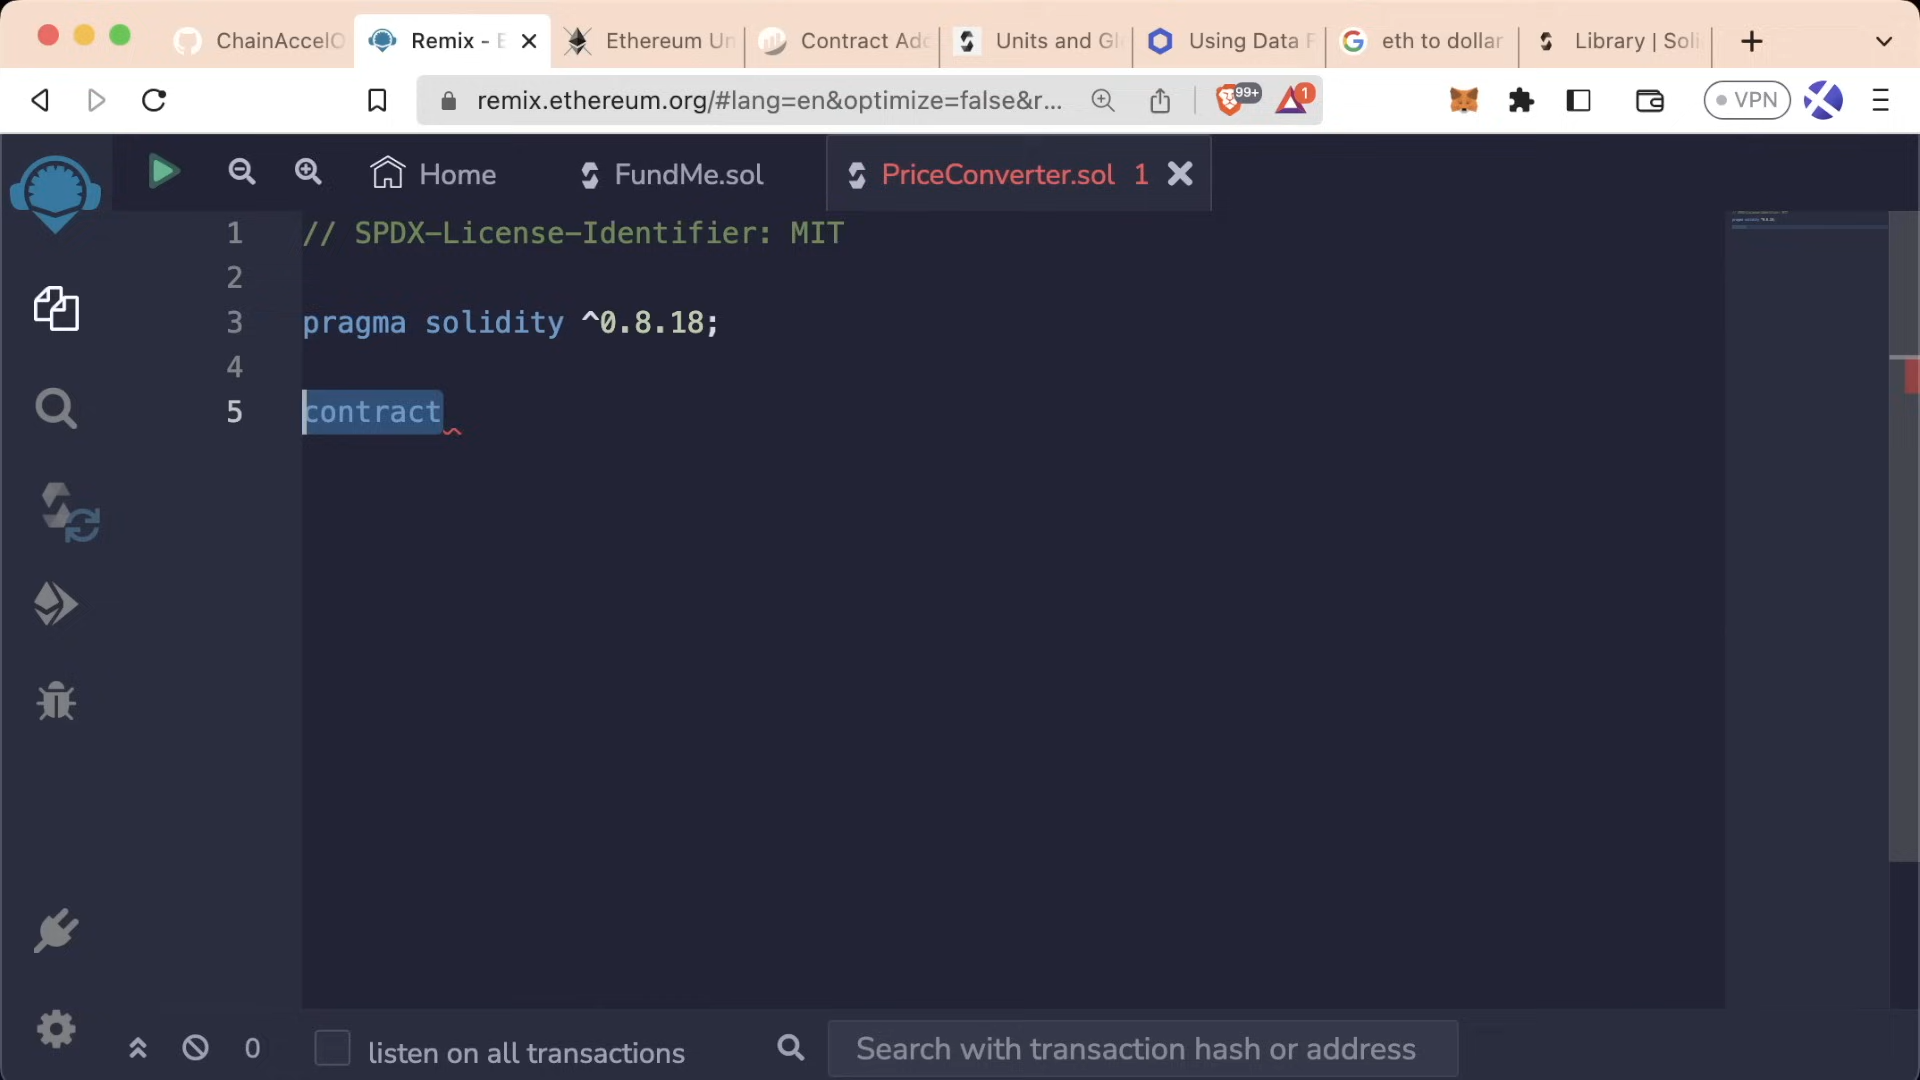 ChainAccelO
Remix - E
Ethereum Un
Contract Add
Units and Gl
Using Data F
eth to dollar
Library | Soli
remix.ethereum.org/#lang=en&optimize=false&r...
99+
1
VPN
Home
FundMe.sol
PriceConverter.sol 1
1 // SPDX-License-Identifier: MIT
2
3 pragma solidity ^0.8.18;
4
5 contract
0
listen on all transactions
Search with transaction hash or address